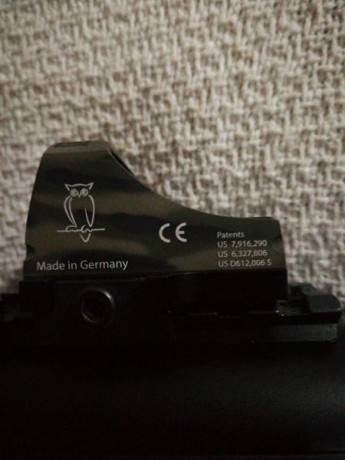 CE
Patents
US 7,916,290
US 6,327,806
US D612,006 S
Made in Germany